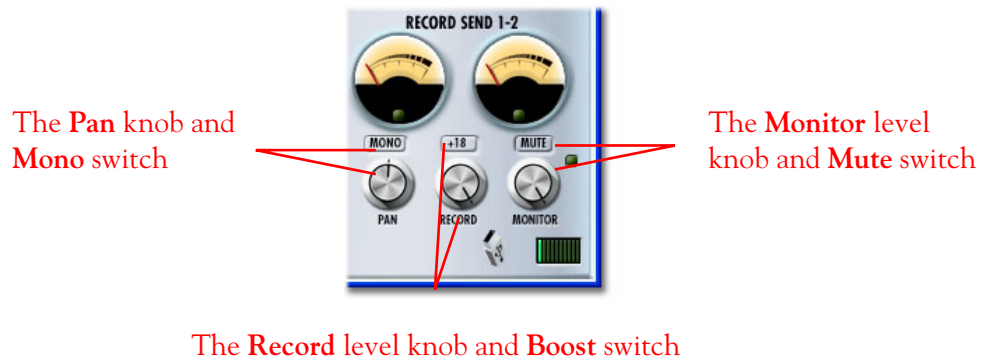 RECORD SEND 1-2
The Pan knob and
Mono switch
The Monitor level
knob and Mute switch
MONO
+18
MUTE
PAN
RECORD
MONITOR
The Record level knob and Boost switch